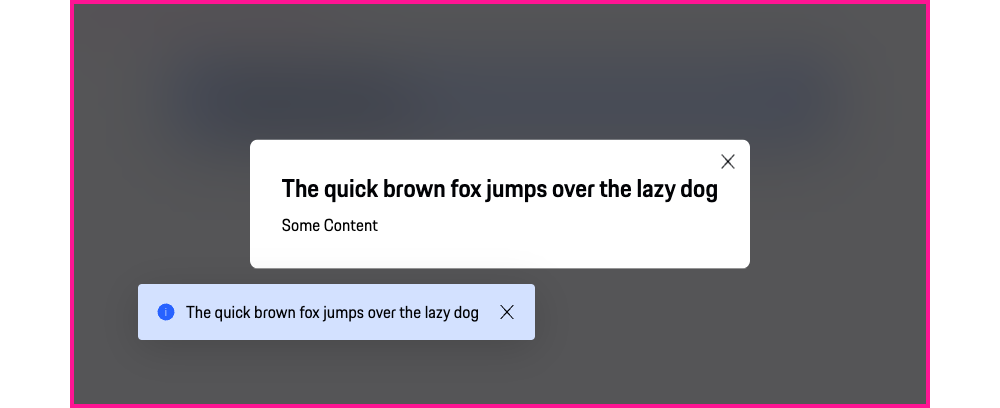 The quick brown fox jumps over the lazy dog
Some Content
The quick brown fox jumps over the lazy dog